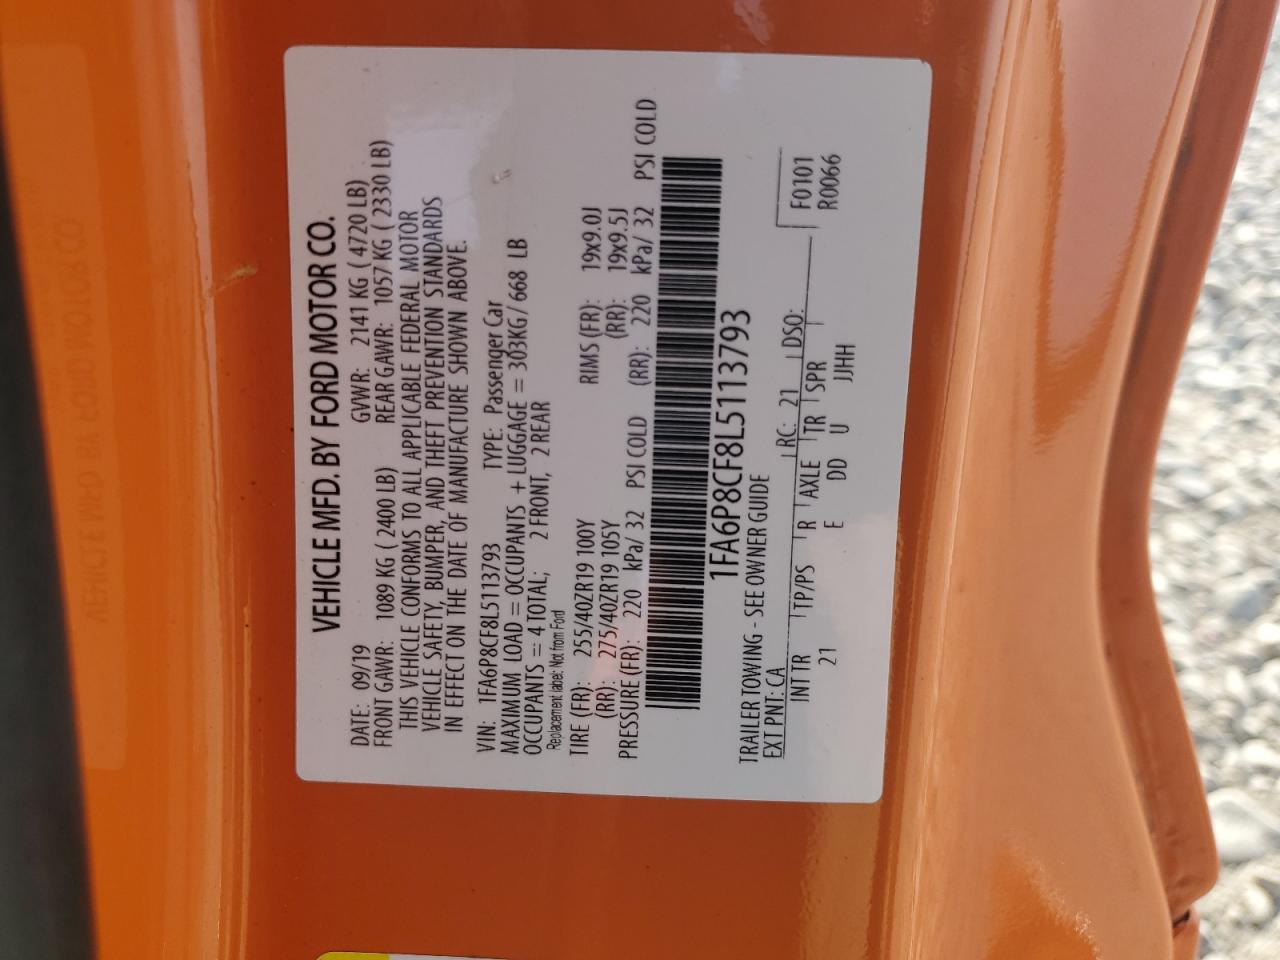 VEHICLE MFD. BY FORD MOTOR CO.
DATE: 09/19 GVWR: 2141 KG ( 4720 LB)
FRONT GAWR: 1089 KG ( 2400 LB) REAR GAWR: 1057 KG ( 2330 LB)
THIS VEHICLE CONFORMS TO ALL APPLICABLE FEDERAL MOTOR
VEHICLE SAFETY, BUMPER, AND THEFT PREVENTION STANDARDS
IN EFFECT ON THE DATE OF MANUFACTURE SHOWN ABOVE.
VIN: 1FA6P8CF8L5113793 TYPE: Passenger Car
MAXIMUM LOAD = OCCUPANTS + LUGGAGE = 303KG/ 668 LB
OCCUPANTS = 4 TOTAL; 2 FRONT, 2 REAR
Replacement label: Not from Ford
TIRE (FR): 255/40ZR19 100Y RIMS (FR): 19x9.0J
(RR): 275/40ZR19 105Y (RR): 19x9.5J
PRESSURE (FR): 220 kPa/ 32 PSI COLD (RR): 220 kPa/ 32 PSI COLD
1FA6P8CF8L5113793
TRAILER TOWING - SEE OWNER GUIDE
EXT PNT: CA RC: 21 DSO: F0101
INT TR TP/PS R AXLE TR SPR R0066
21 E DD U JJHH